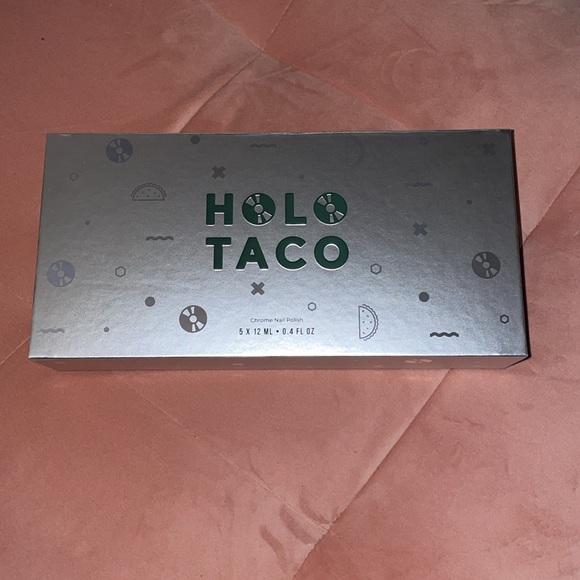 HOLO
TACO
Chrome Nail Polish
5 X 12 ML • 0.4 FL OZ